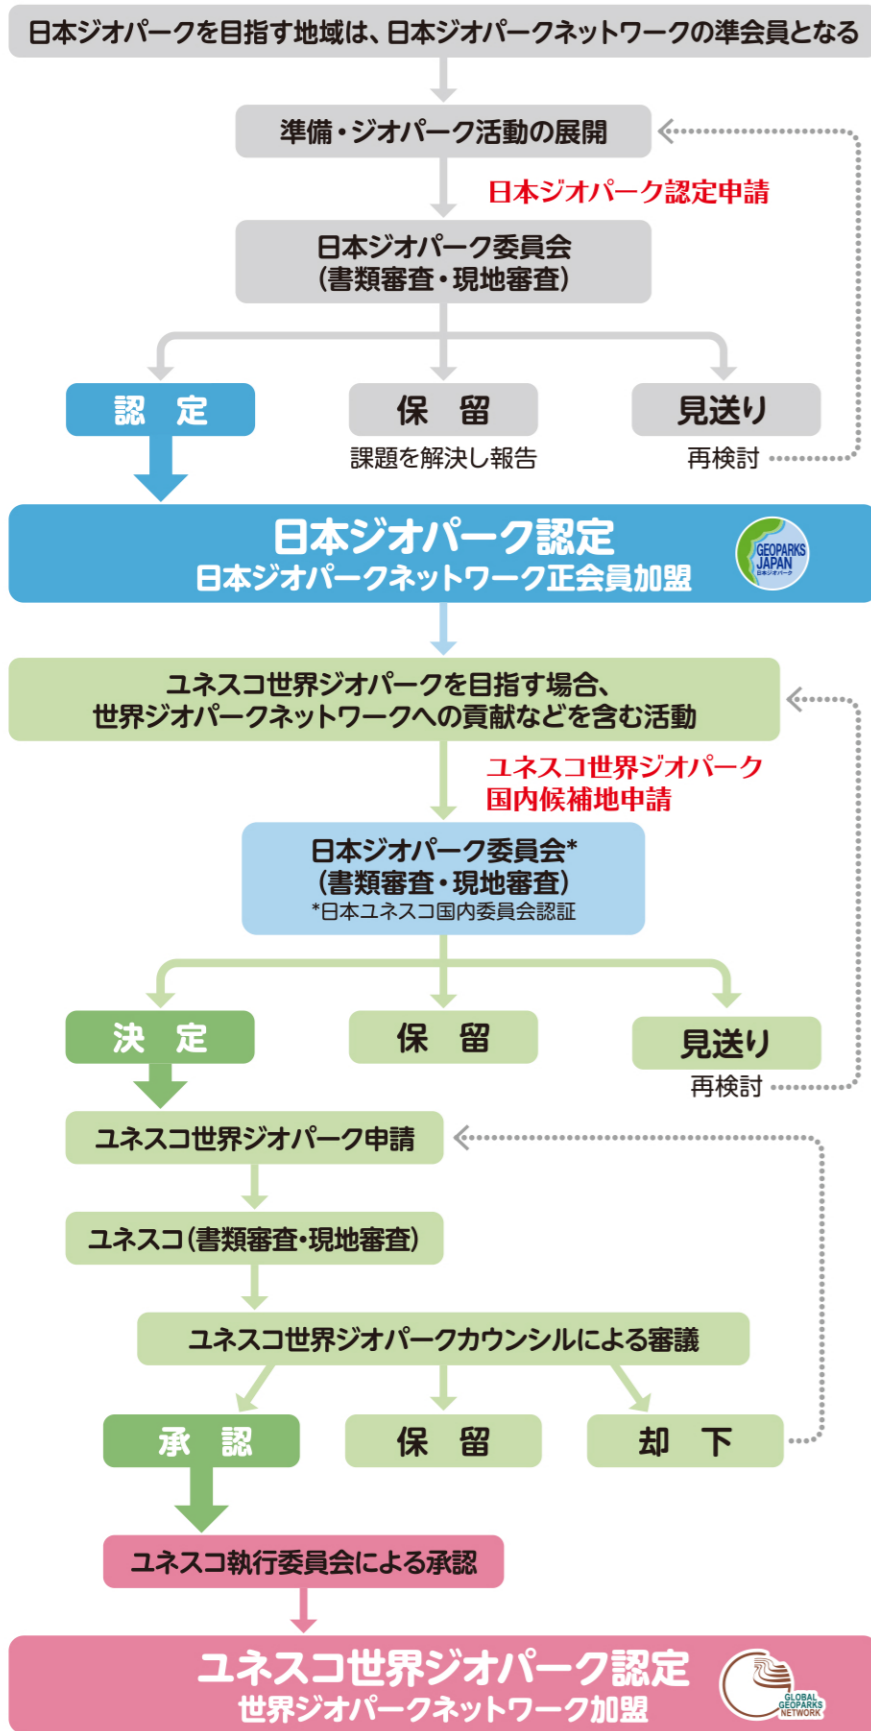 日本ジオパークを目指す地域は、日本ジオパークネットワークの準会員となる
準備・ジオパーク活動の展開
日本ジオパーク認定申請
日本ジオパーク委員会
(書類審査・現地審査)
認 定
保 留
見送り
課題を解決し報告
再検討
日本ジオパーク認定
日本ジオパークネットワーク正会員加盟
GEOPARKS
JAPAN
日本ジオパーク
ユネスコ世界ジオパークを目指す場合、
世界ジオパークネットワークへの貢献などを含む活動
ユネスコ世界ジオパーク
国内候補地申請
日本ジオパーク委員会*
(書類審査・現地審査)
*日本ユネスコ国内委員会認証
決 定
保 留
見送り
再検討
ユネスコ世界ジオパーク申請
ユネスコ(書類審査・現地審査)
ユネスコ世界ジオパークカウンシルによる審議
承 認
保 留
却 下
ユネスコ執行委員会による承認
ユネスコ世界ジオパーク認定
世界ジオパークネットワーク加盟
GLOBAL
GEOPARKS
NETWORK